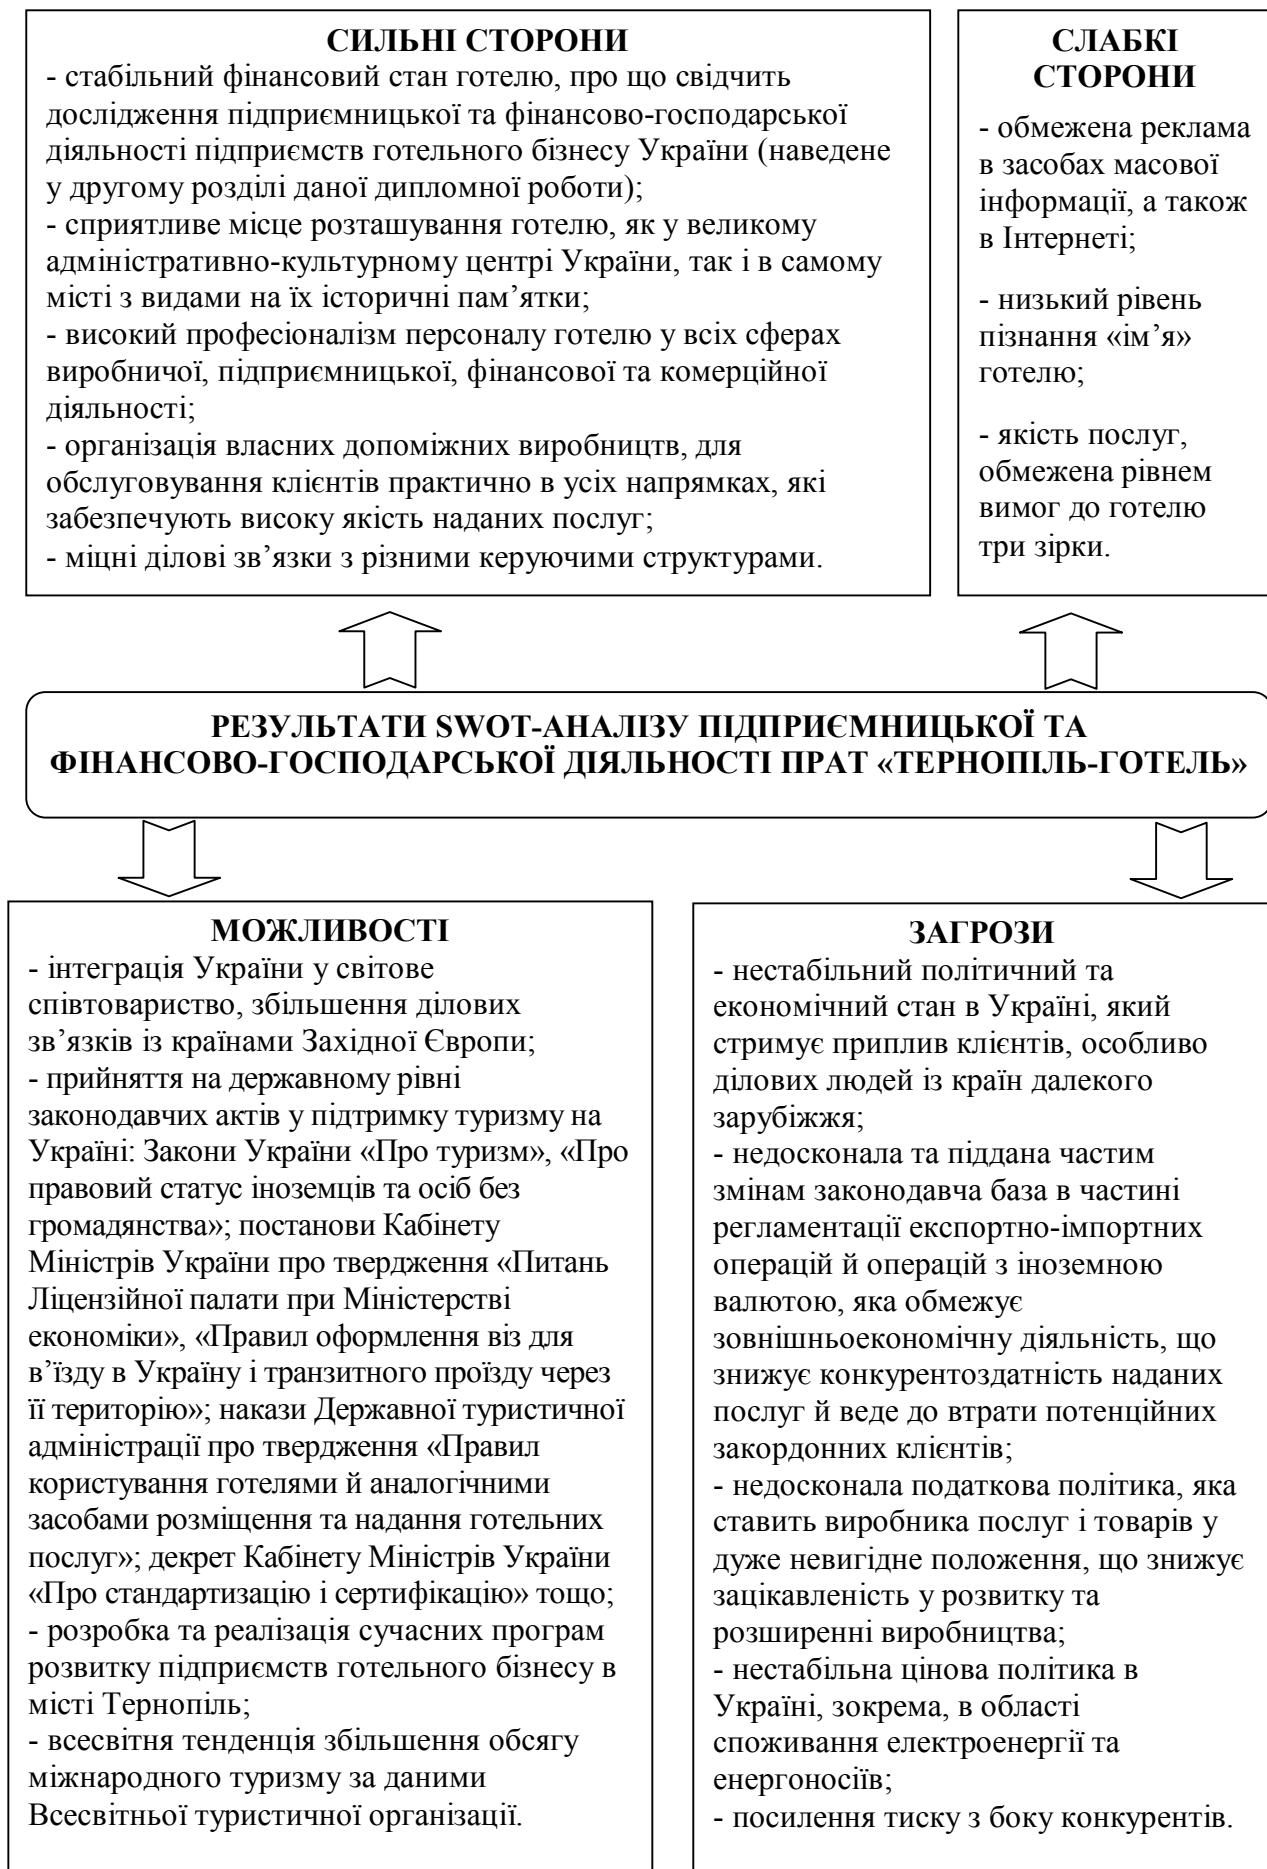 СИЛЬНІ СТОРОНИ
- стабільний фінансовий стан готелю, про що свідчить
дослідження підприємницької та фінансово-господарської
діяльності підприємств готельного бізнесу України (наведене
у другому розділі даної дипломної роботи);
- сприятливе місце розташування готелю, як у великому
адміністративно-культурному центрі України, так і в самому
місті з видами на їх історичні пам’ятки;
- високий професіоналізм персоналу готелю у всіх сферах
виробничої, підприємницької, фінансової та комерційної
діяльності;
- організація власних допоміжних виробництв, для
обслуговування клієнтів практично в усіх напрямках, які
забезпечують високу якість наданих послуг;
- міцні ділові зв’язки з різними керуючими структурами.
СЛАБКІ
СТОРОНИ
- обмежена реклама
в засобах масової
інформації, а також
в Інтернеті;
- низький рівень
пізнання «ім’я»
готелю;
- якість послуг,
обмежена рівнем
вимог до готелю
три зірки.
РЕЗУЛЬТАТИ SWOT-АНАЛІЗУ ПІДПРИЄМНИЦЬКОЇ ТА
ФІНАНСОВО-ГОСПОДАРСЬКОЇ ДІЯЛЬНОСТІ ПРАТ «ТЕРНОПІЛЬ-ГОТЕЛЬ»
МОЖЛИВОСТІ
- інтеграція України у світове
співтовариство, збільшення ділових
зв’язків із країнами Західної Європи;
- прийняття на державному рівні
законодавчих актів у підтримку туризму на
Україні: Закони України «Про туризм», «Про
правовий статус іноземців та осіб без
громадянства»; постанови Кабінету
Міністрів України про твердження «Питань
Ліцензійної палати при Міністерстві
економіки», «Правил оформлення віз для
в’їзду в Україну і транзитного проїзду через
її територію»; накази Державної туристичної
адміністрації про твердження «Правил
користування готелями й аналогічними
засобами розміщення та надання готельних
послуг»; декрет Кабінету Міністрів України
«Про стандартизацію і сертифікацію» тощо;
- розробка та реалізація сучасних програм
розвитку підприємств готельного бізнесу в
місті Тернопіль;
- всесвітня тенденція збільшення обсягу
міжнародного туризму за даними
Всесвітньої туристичної організації.
ЗАГРОЗИ
- нестабільний політичний та
економічний стан в Україні, який
стримує приплив клієнтів, особливо
ділових людей із країн далекого
зарубіжжя;
- недосконала та піддана частим
змінам законодавча база в частині
регламентації експортно-імпортних
операцій й операцій з іноземною
валютою, яка обмежує
зовнішньоекономічну діяльність, що
знижує конкурентоздатність наданих
послуг й веде до втрати потенційних
закордонних клієнтів;
- недосконала податкова політика, яка
ставить виробника послуг і товарів у
дуже невигідне положення, що знижує
зацікавленість у розвитку та
розширенні виробництва;
- нестабільна цінова політика в
Україні, зокрема, в області
споживання електроенергії та
енергоносіїв;
- посилення тиску з боку конкурентів.